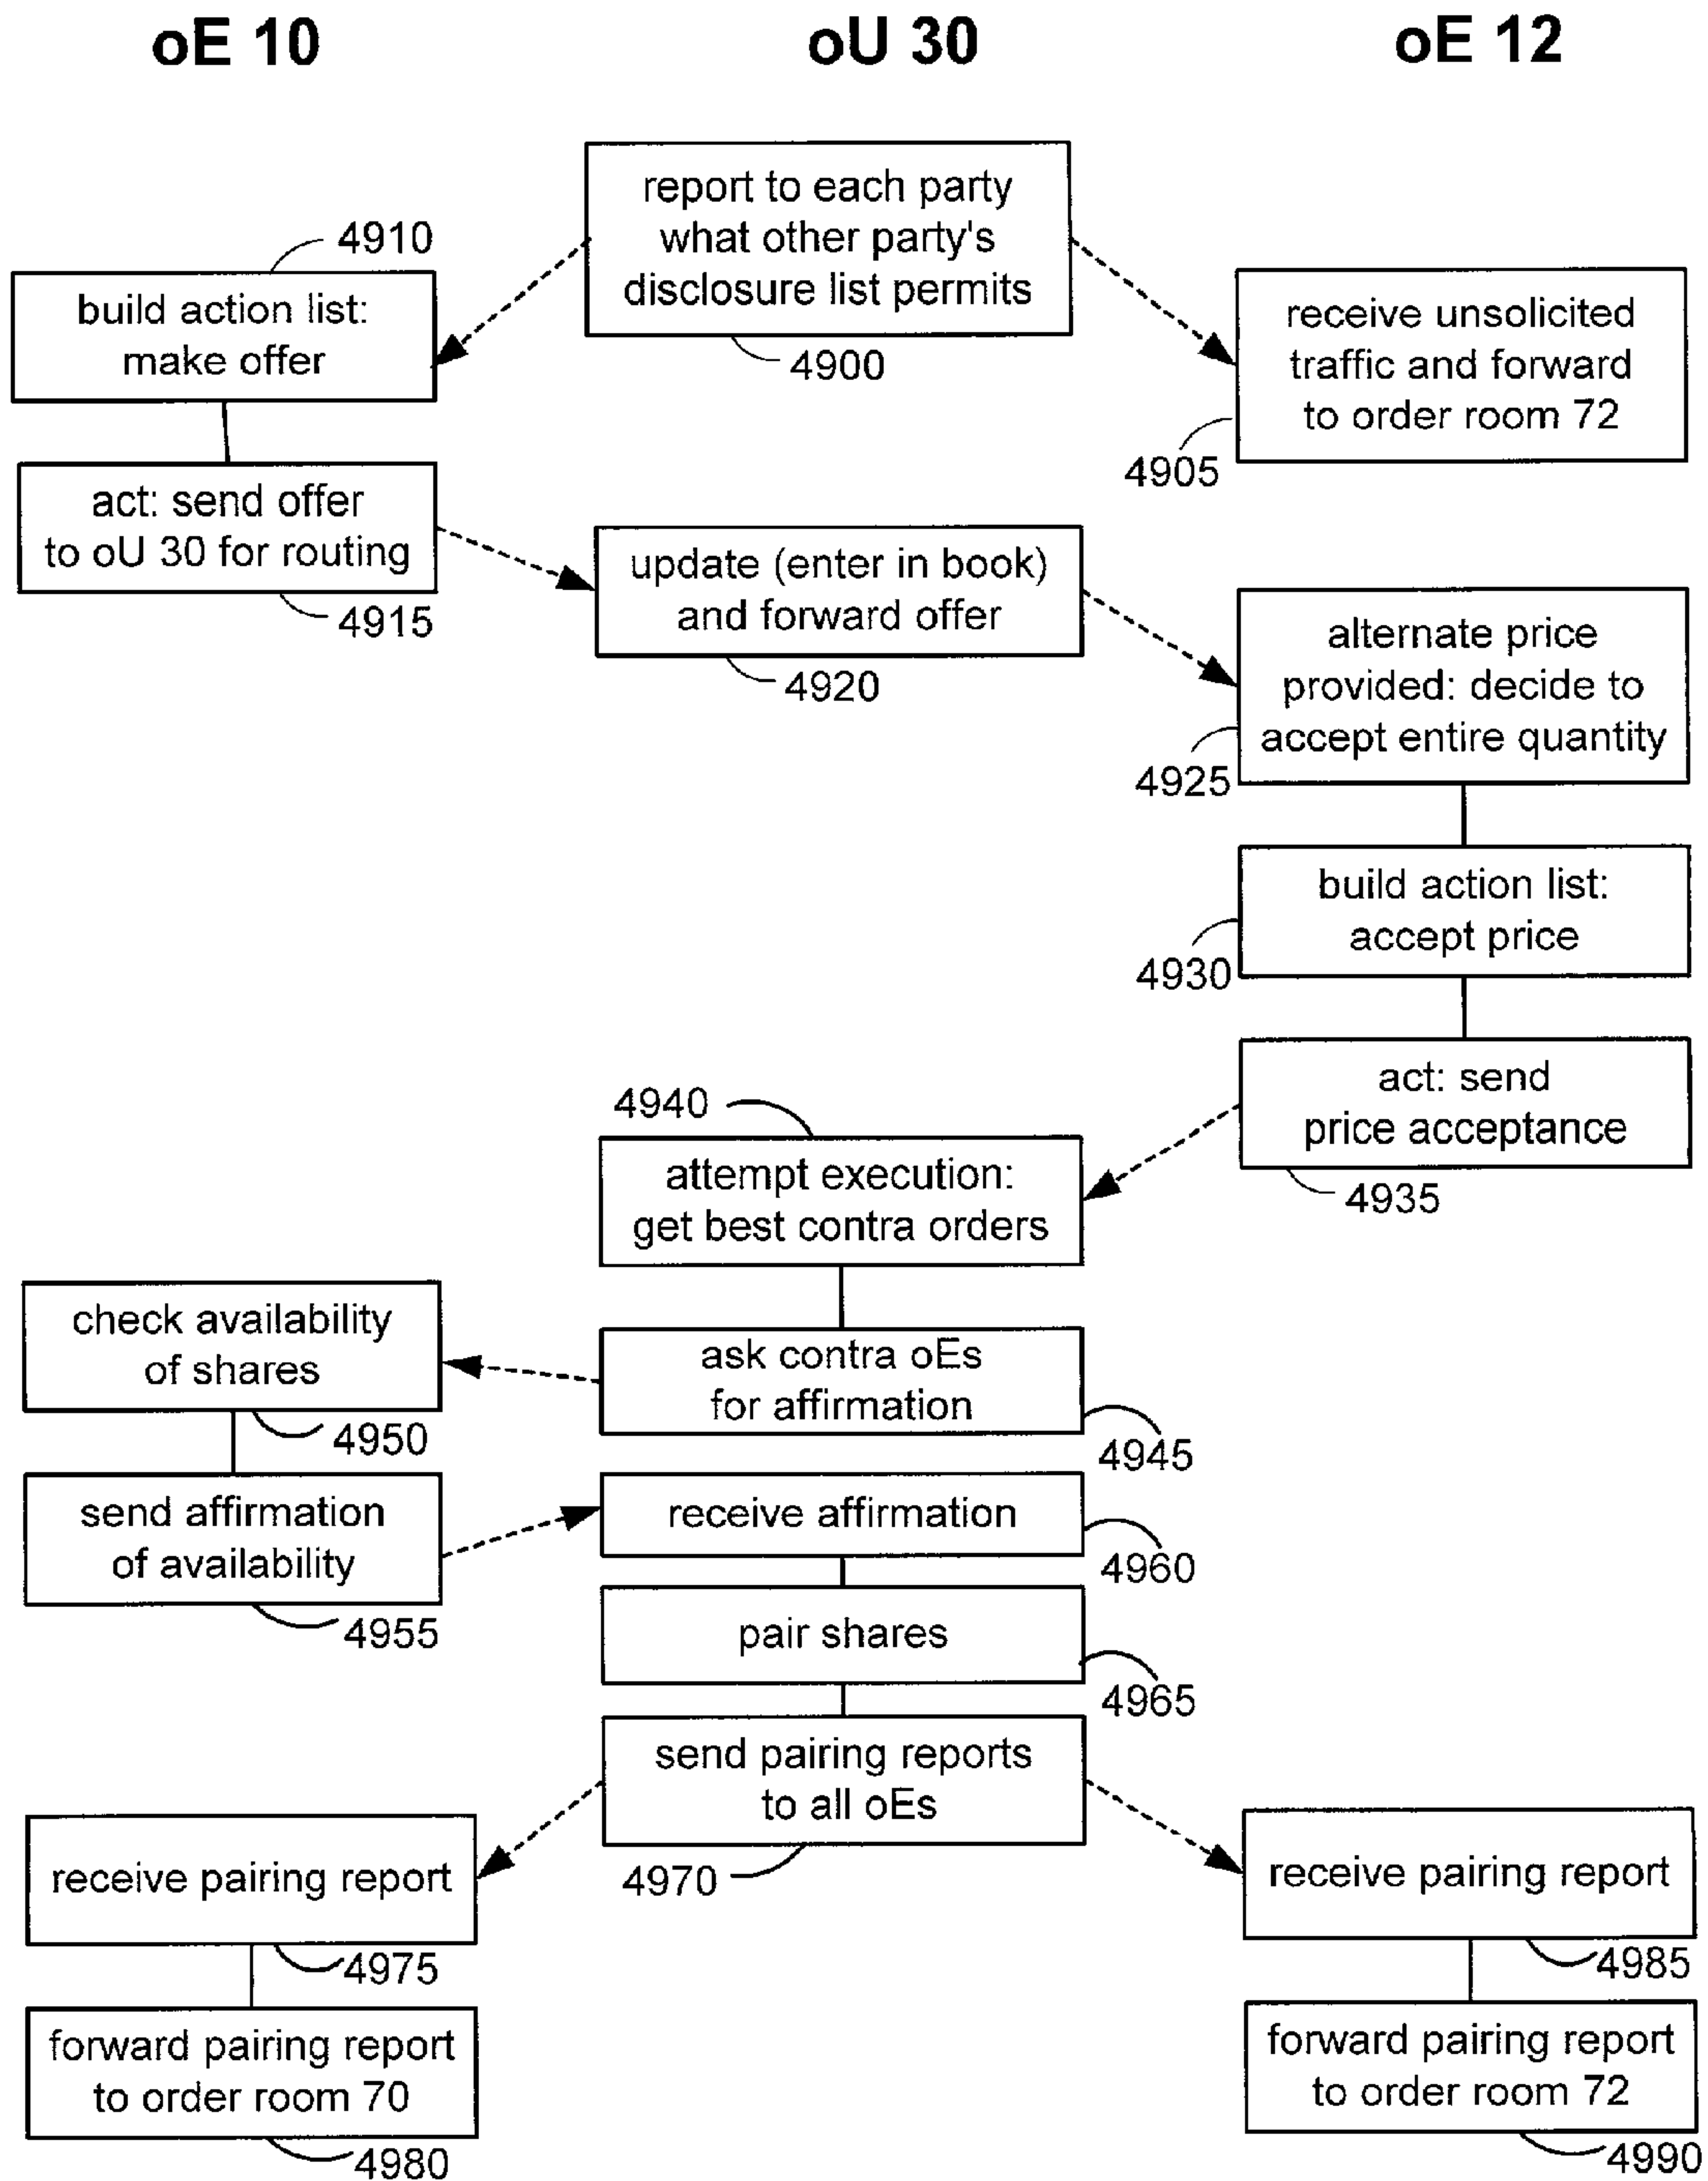 oE 10
oU 30
oE 12
report to each party
what other party's
disclosure list permits
4900
4910
build action list:
make offer
receive unsolicited
traffic and forward
to order room 72
4905
act: send offer
to oU 30 for routing
4915
update (enter in book)
and forward offer
4920
alternate price
provided: decide to
accept entire quantity
4925
build action list:
accept price
4930
act: send
price acceptance
4935
4940
attempt execution:
get best contra orders
ask contra oEs
for affirmation
4945
check availability
of shares
4950
send affirmation
of availability
4955
receive affirmation
4960
pair shares
4965
send pairing reports
to all oEs
4970
receive pairing report
4975
forward pairing report
to order room 70
4980
receive pairing report
4985
forward pairing report
to order room 72
4990